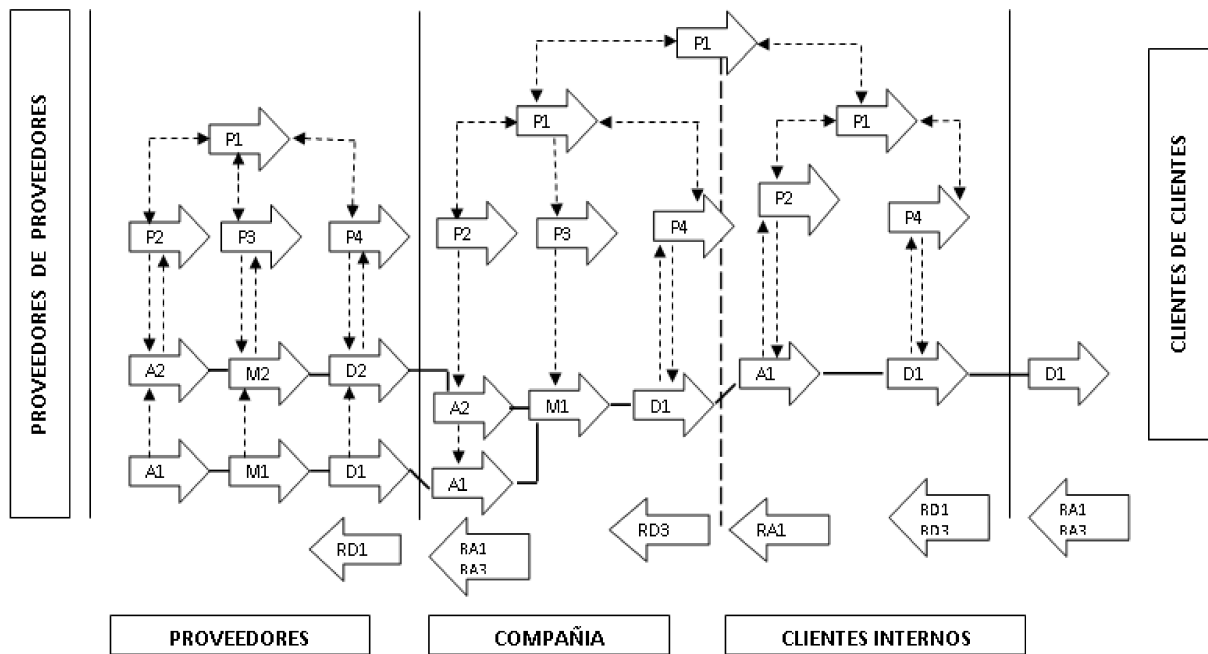 PROVEEDORES DE PROVEEDORES
P1
P1
P1
P1
P2
P3
P4
P2
P3
P4
P2
P4
A2
M2
D2
A2
M1
D1
A1
D1
D1
A1
M1
D1
A1
RD1
RA1
RA3
RD3
RA1
RD1
RD3
RA1
RA3
PROVEEDORES
COMPAÑIA
CLIENTES INTERNOS
CLIENTES DE CLIENTES